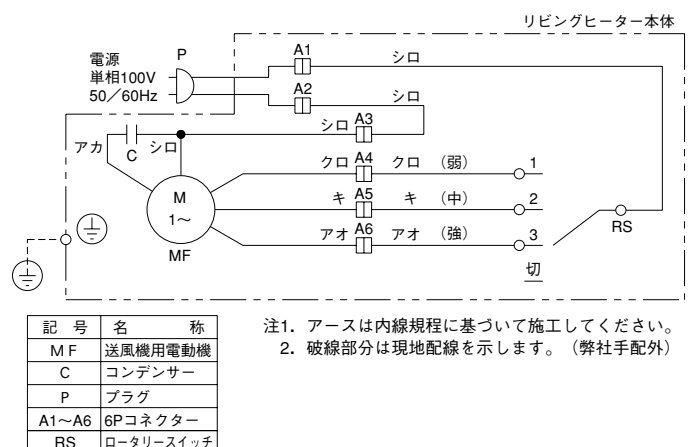 リビングヒーター本体
電源
単相100V
50／60Hz
P
A1
シロ
A2
シロ
シロ A3
アカ
C
シロ
クロ A4 クロ （弱） 1
キ A5 キ （中） 2
アオ A6 アオ （強） 3
M
1～
MF
RS
切
記　号 名　　称
M F 送風機用電動機
C コンデンサー
P プラグ
A1～A6 6Pコネクター
RS ロータリースイッチ
注1．アースは内線規程に基づいて施工してください。
2．破線部分は現地配線を示します。（弊社手配外）